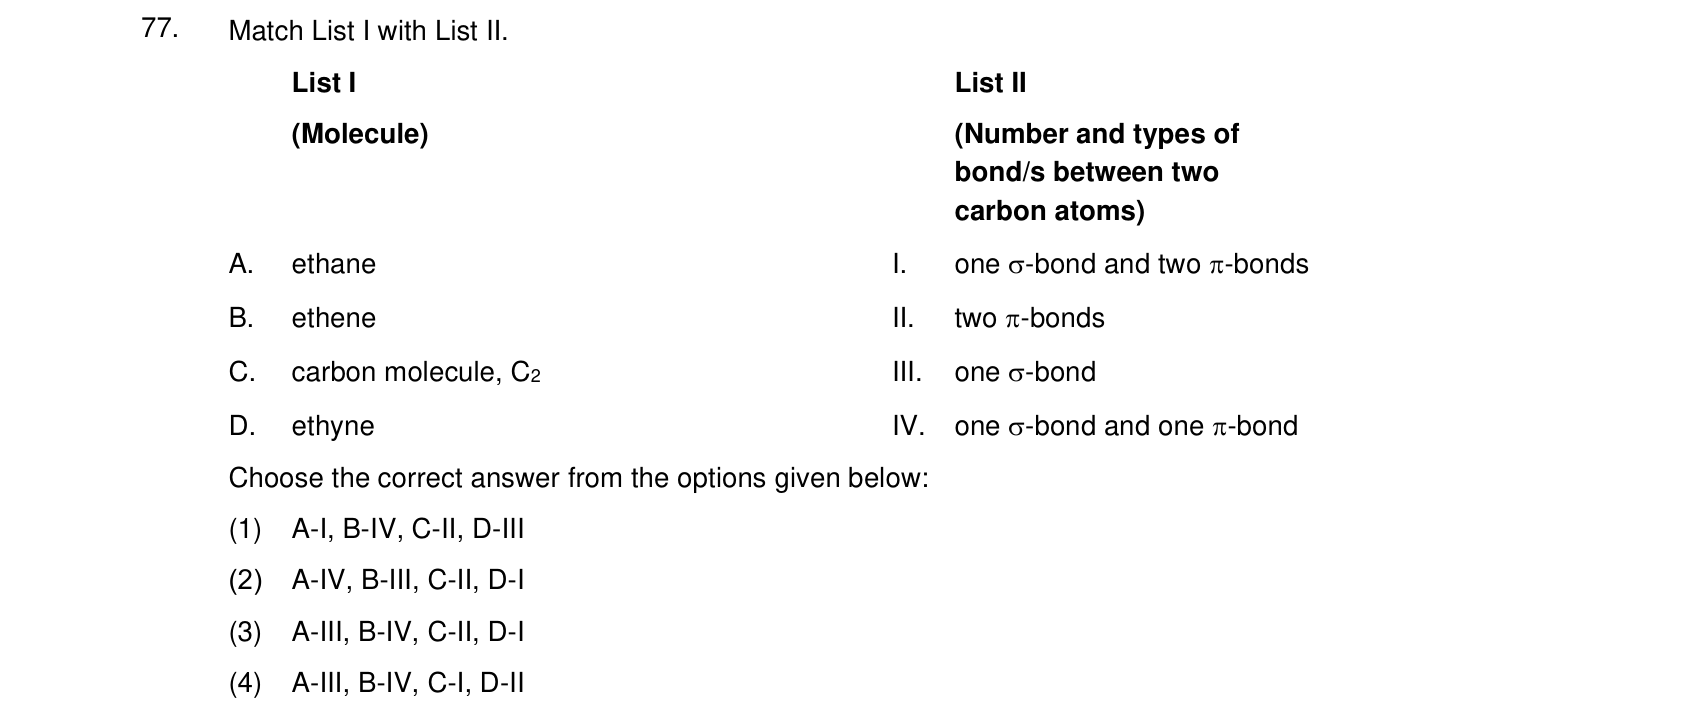 77. Match List I with List II.
List I List II
(Molecule) (Number and types of
bond/s between two
carbon atoms)
A. ethane I. one σ-bond and two π-bonds
B. ethene II. two π-bonds
C. carbon molecule, C₂ III. one σ-bond
D. ethyne IV. one σ-bond and one π-bond
Choose the correct answer from the options given below:
(1) A-I, B-IV, C-II, D-III
(2) A-IV, B-III, C-II, D-I
(3) A-III, B-IV, C-II, D-I
(4) A-III, B-IV, C-I, D-II